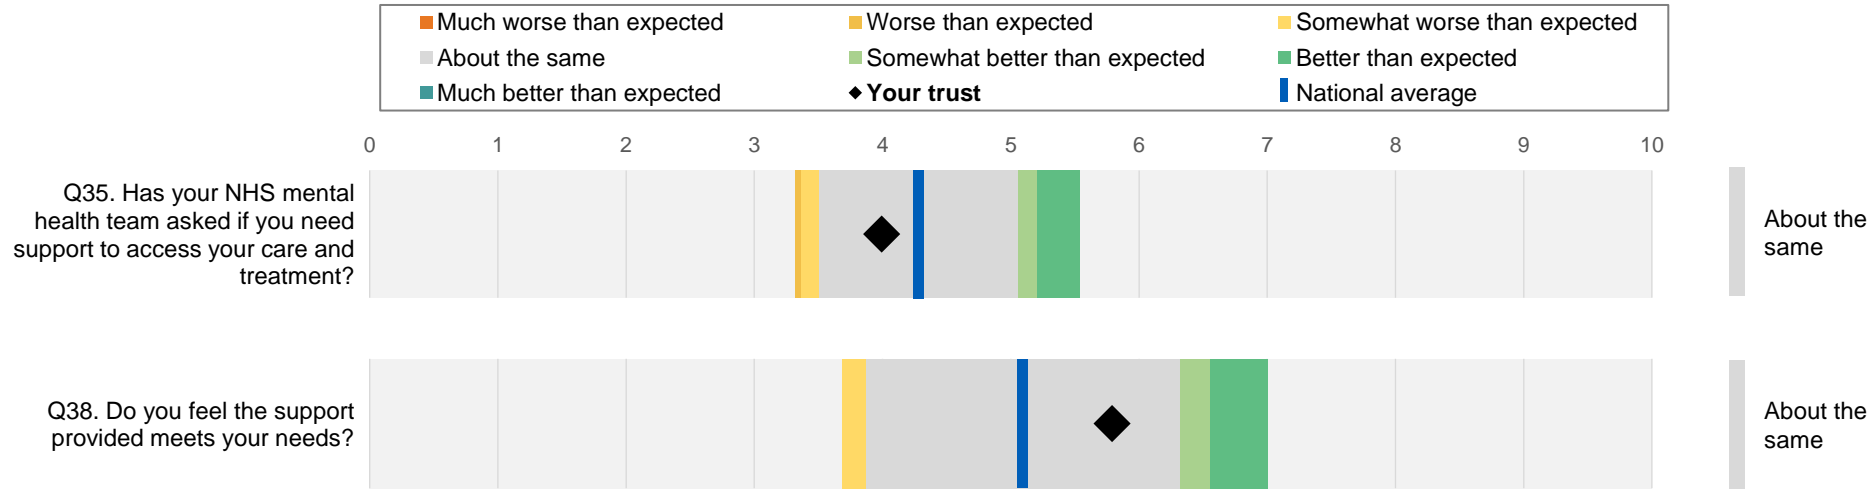 Much worse than expected
Worse than expected
Somewhat worse than expected
About the same
Somewhat better than expected
Better than expected
Much better than expected
Your trust
National average
0 1 2 3 4 5 6 7 8 9 10
Q35. Has your NHS mental
health team asked if you need
support to access your care and
treatment?
About the
same
Q38. Do you feel the support
provided meets your needs?
About the
same